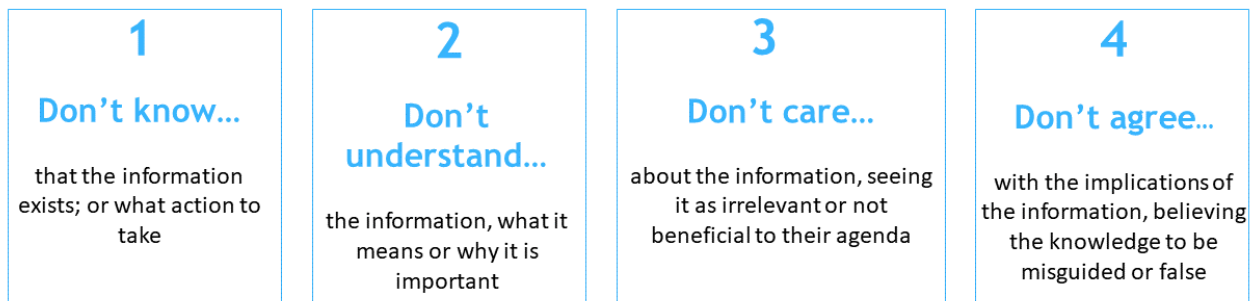 1
Don't know...
that the information
exists; or what action to
take
2
Don't
understand...
the information, what it
means or why it is
important
3
Don't care...
about the information, seeing
it as irrelevant or not
beneficial to their agenda
4
Don't agree...
with the implications of
the information, believing
the knowledge to be
misguided or false